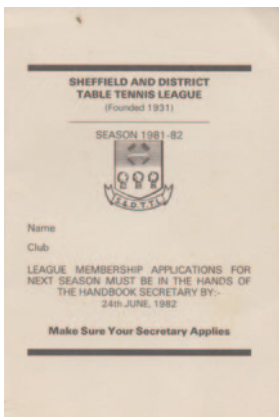 SHEFFIELD AND DISTRICT
TABLE TENNIS LEAGUE
(Founded 1931)
SEASON 1981-82
S.&D.T.T.L.
Name
Club
LEAGUE MEMBERSHIP APPLICATIONS FOR
NEXT SEASON MUST BE IN THE HANDS OF
THE HANDBOOK SECRETARY BY:-
24th JUNE, 1982
Make Sure Your Secretary Applies